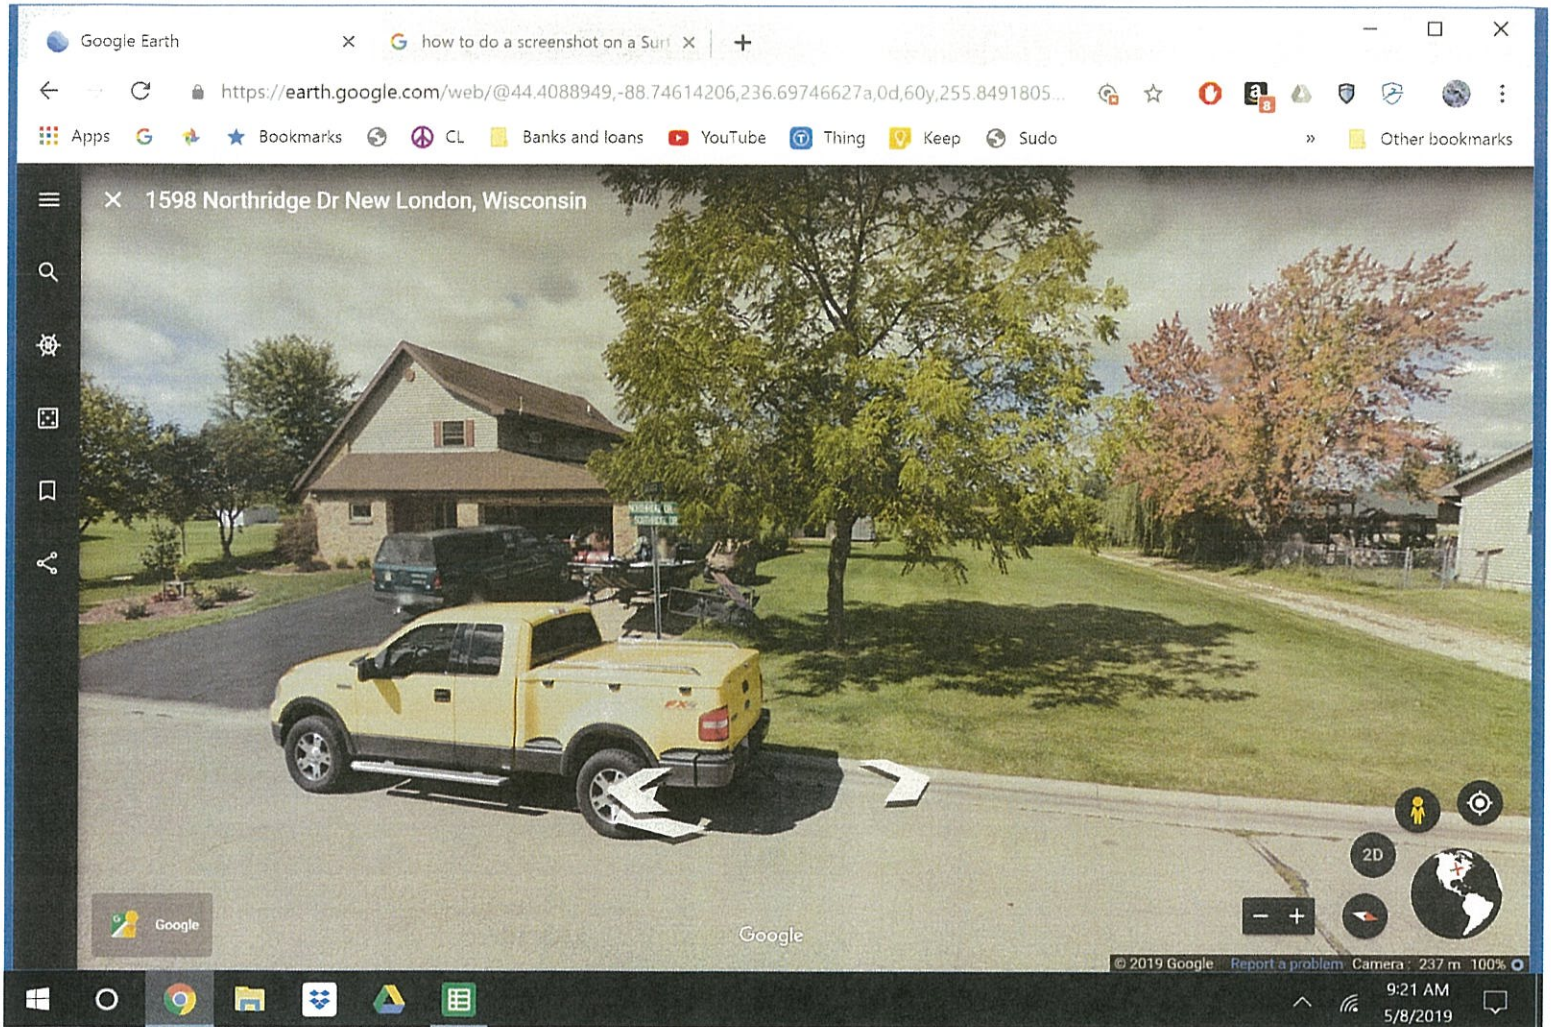 Google Earth
how to do a screenshot on a Surf
https://earth.google.com/web/@44.4088949,-88.74614206,236.69746627a,0d,60y,255.8491805...
8
Apps
Bookmarks
CL
Banks and loans
YouTube
Thing
Keep
Sudo
»
Other bookmarks
1598 Northridge Dr New London, Wisconsin
FX4
2D
Google
Google
© 2019 Google Report a problem Camera: 237 m 100%
9:21 AM
5/8/2019